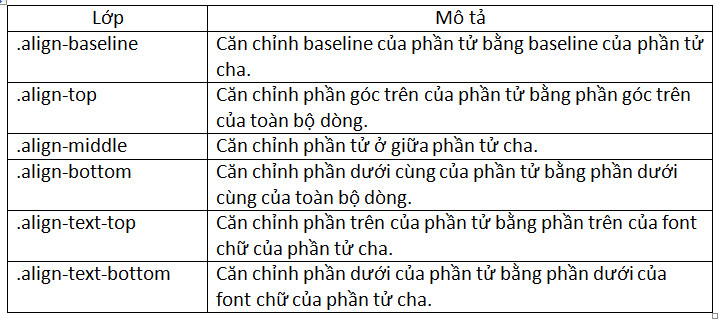 Lớp Mô tả
.align-baseline Căn chỉnh baseline của phần tử bằng baseline của phần tử
cha.
.align-top Căn chỉnh phần góc trên của phần tử bằng phần góc trên
của toàn bộ dòng.
.align-middle Căn chỉnh phần tử ở giữa phần tử cha.
.align-bottom Căn chỉnh phần dưới cùng của phần tử bằng phần dưới
cùng của toàn bộ dòng.
.align-text-top Căn chỉnh phần trên của phần tử bằng phần trên của font
chữ của phần tử cha.
.align-text-bottom Căn chỉnh phần dưới của phần tử bằng phần dưới của
font chữ của phần tử cha.